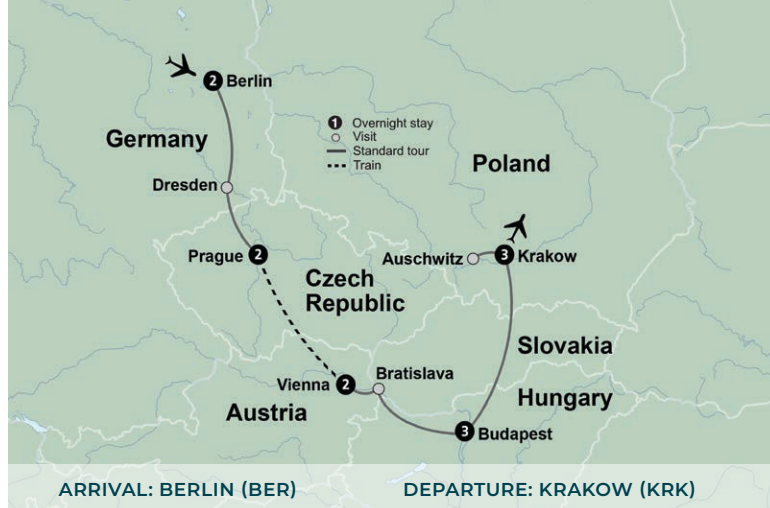 2 Berlin
Germany
1 Overnight stay
Visit
Standard tour
Train
Poland
Dresden
Prague 2
Auschwitz
3 Krakow
Czech
Republic
Slovakia
Vienna 2
Bratislava
Austria
Hungary
3 Budapest
ARRIVAL: BERLIN (BER)
DEPARTURE: KRAKOW (KRK)